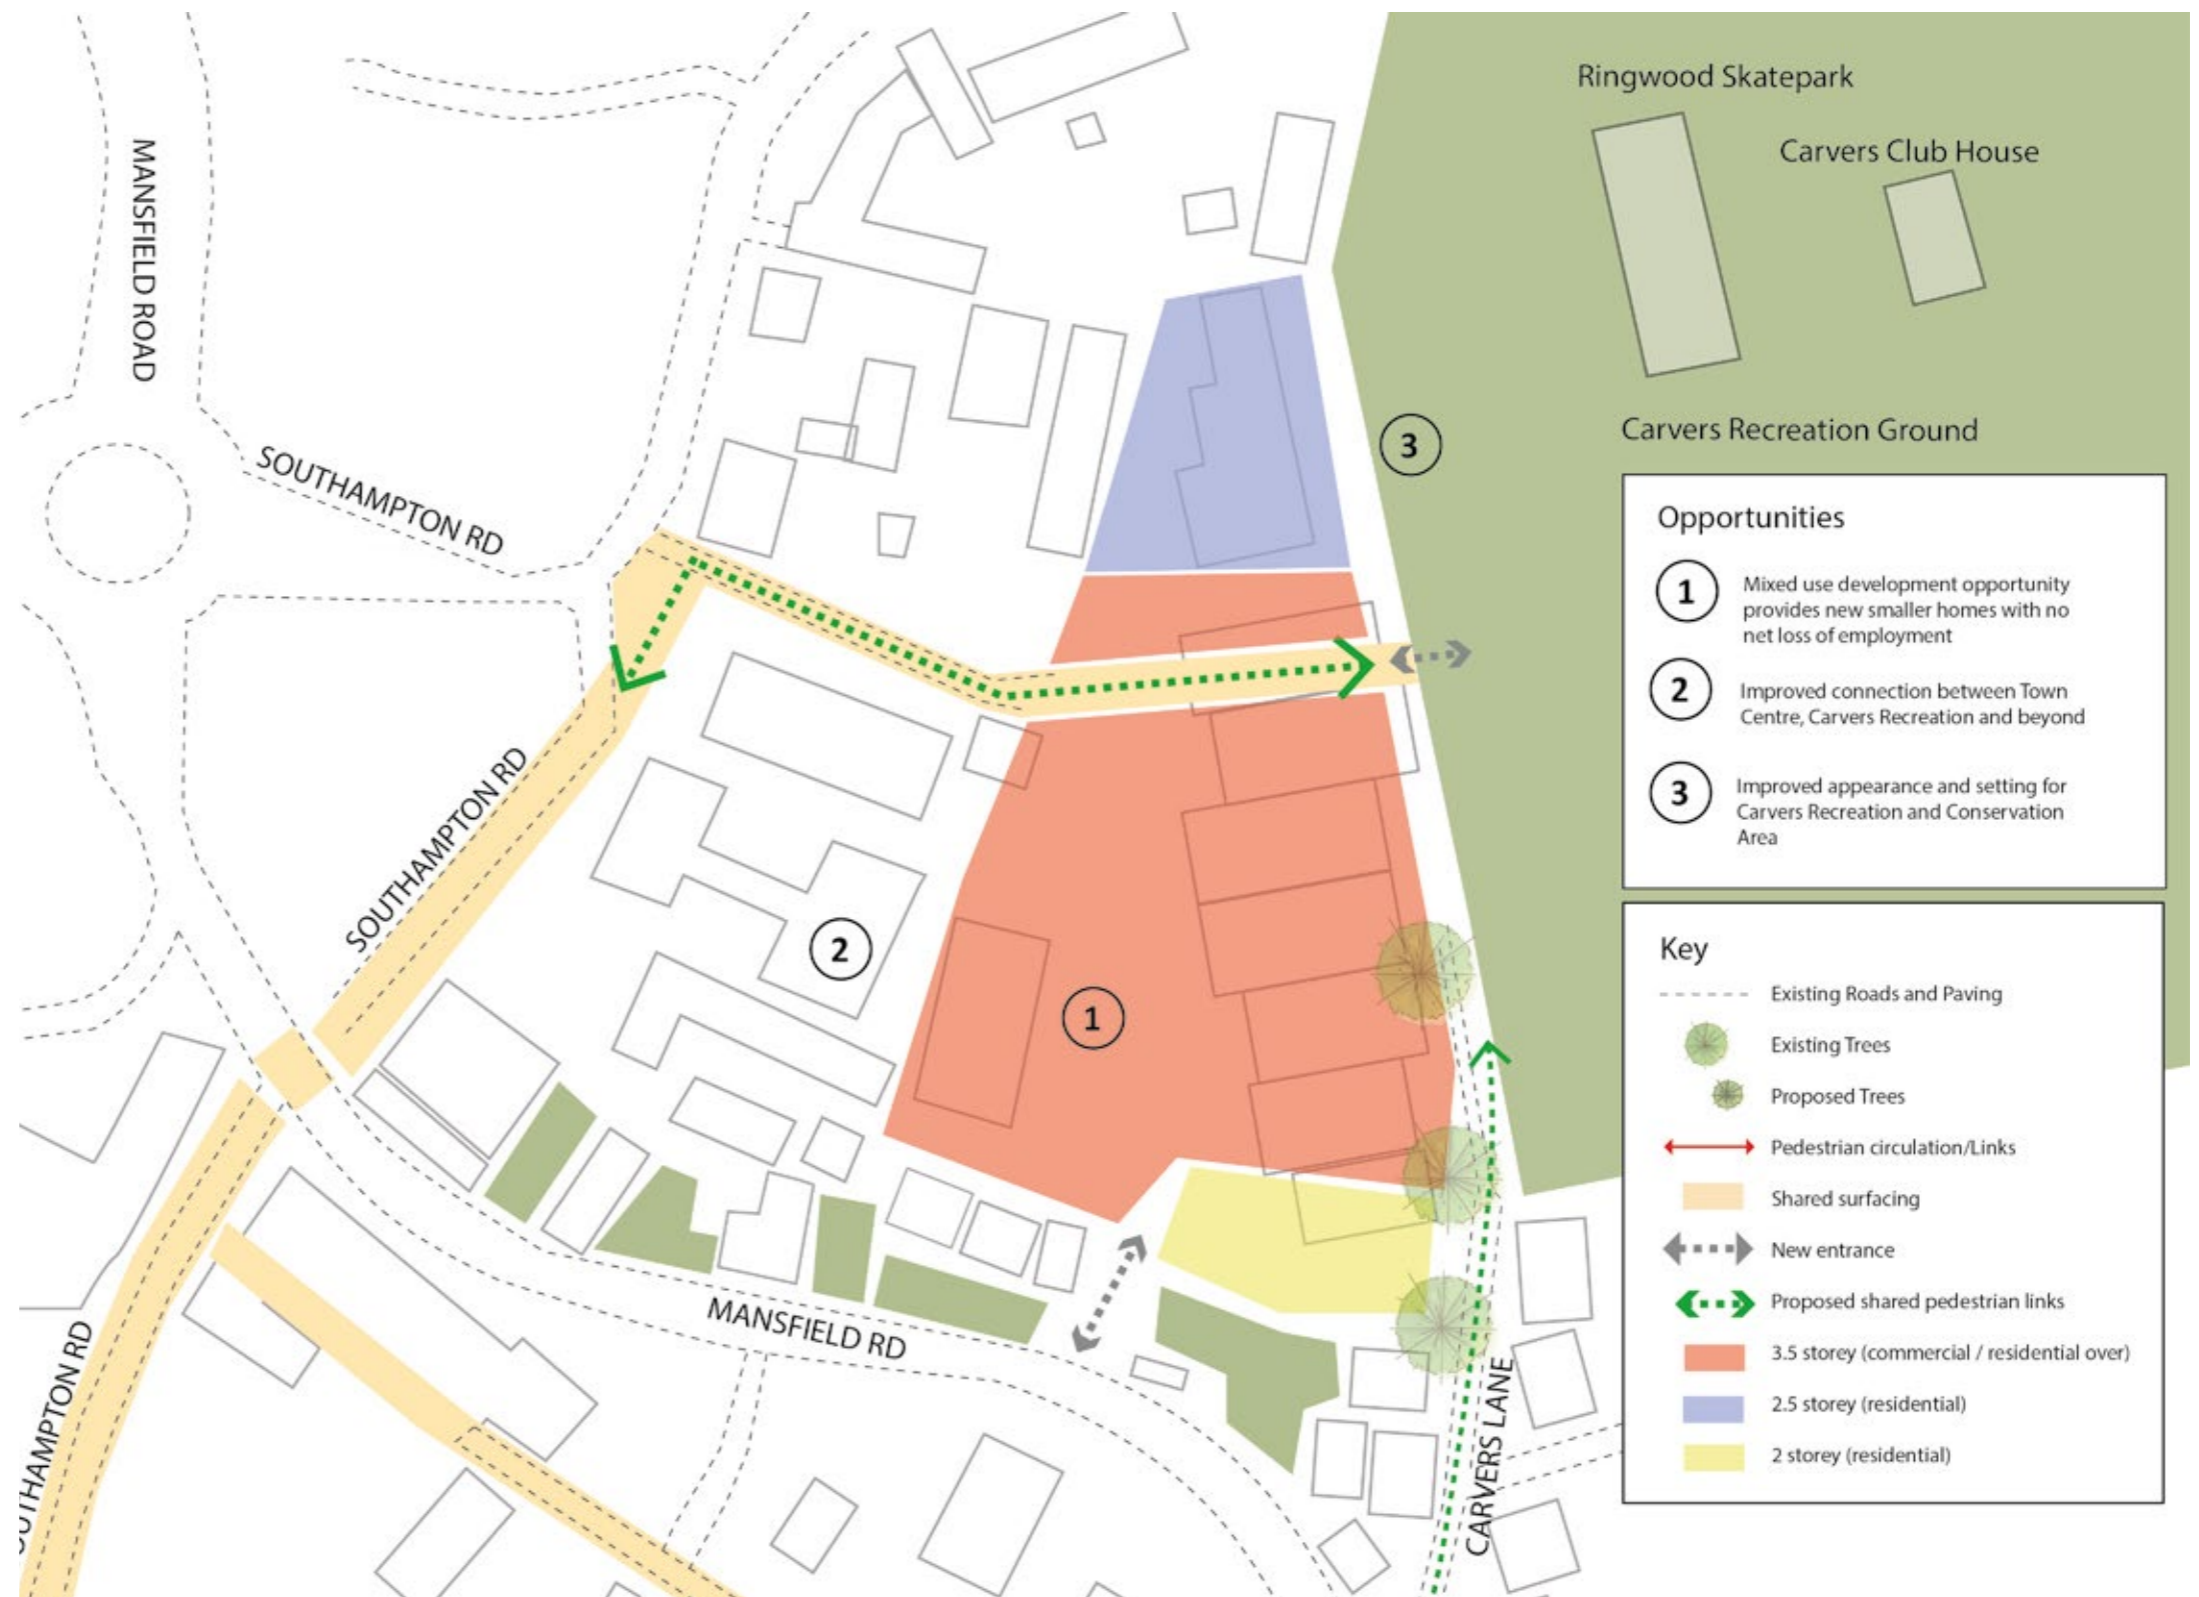 Ringwood Skatepark
Carvers Club House
MANSFIELD ROAD
Carvers Recreation Ground
3
SOUTHAMPTON RD
Opportunities
1
Mixed use development opportunity
provides new smaller homes with no
net loss of employment
2
Improved connection between Town
Centre, Carvers Recreation and beyond
3
Improved appearance and setting for
Carvers Recreation and Conservation
Area
SOUTHAMPTON RD
2
1
Key
Existing Roads and Paving
Existing Trees
Proposed Trees
Pedestrian circulation/Links
Shared surfacing
New entrance
Proposed shared pedestrian links
3.5 storey (commercial / residential over)
2.5 storey (residential)
2 storey (residential)
MANSFIELD RD
SOUTHAMPTON RD
CARVERS LANE